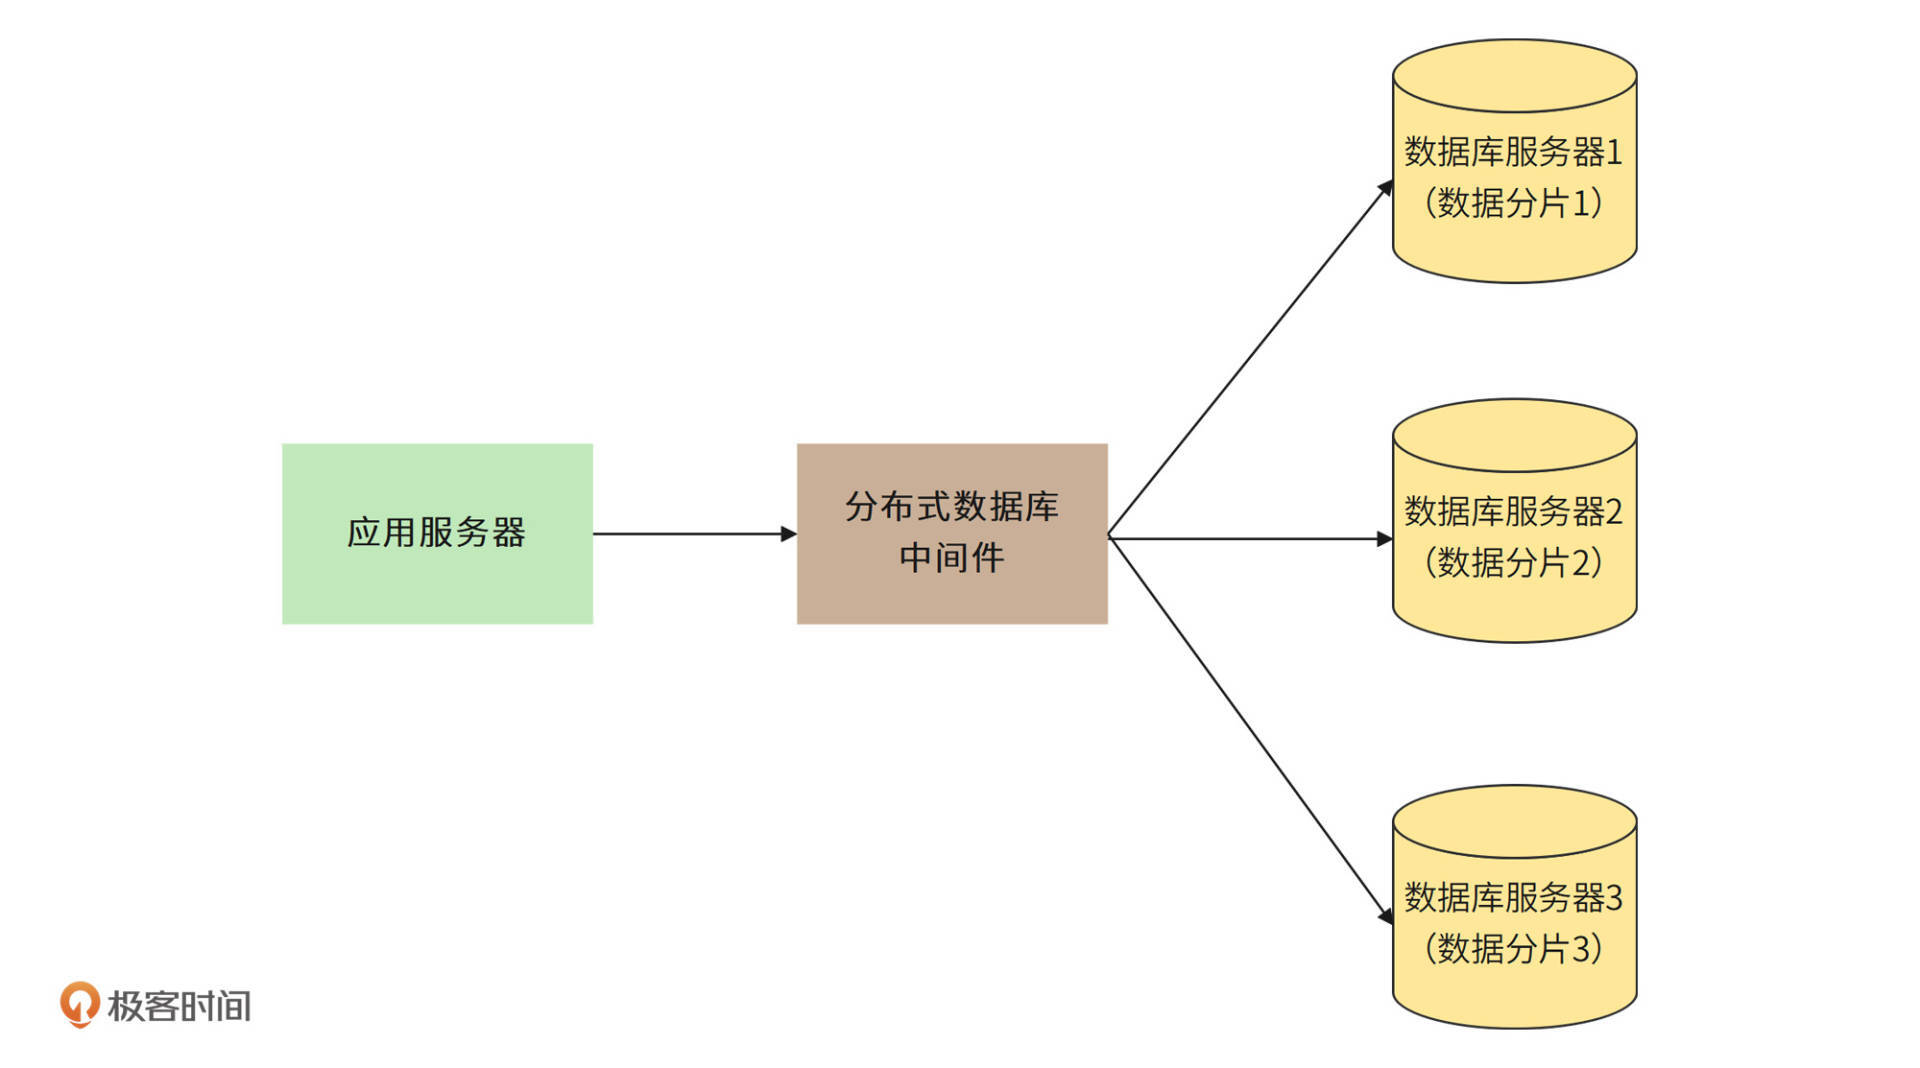 应用服务器
分布式数据库
中间件
数据库服务器1
（数据分片1）
数据库服务器2
（数据分片2）
数据库服务器3
（数据分片3）
极客时间